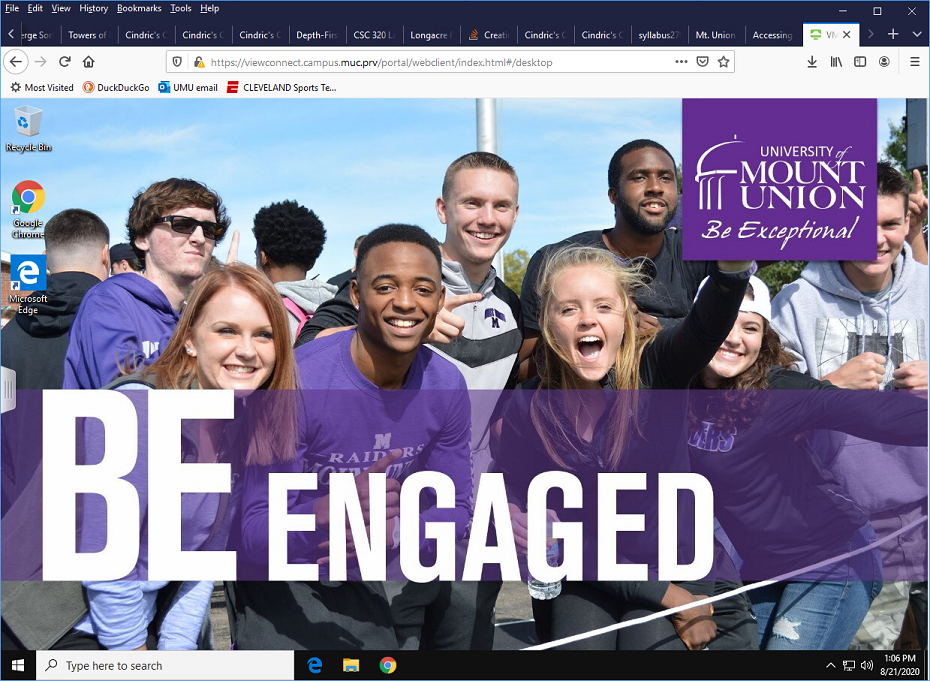 File Edit View History Bookmarks Tools Help
erge Sor Towers of Cindric's C Cindric's C Cindric's C Depth-Firs CSC 320 L Longacre Creatio Cindric's C Cindric's C syllabus27 Mt. Union Accessing VM
https://viewconnect.campus.muc.prv/portal/webclient/index.html#/desktop
Most Visited DuckDuckGo UMU email CLEVELAND Sports Te...
Recycle Bin
Google Chrome
Microsoft Edge
UNIVERSITY of
MOUNT
UNION
Be Exceptional
M
RAIDERS
BE ENGAGED
Type here to search
1:06 PM
8/21/2020